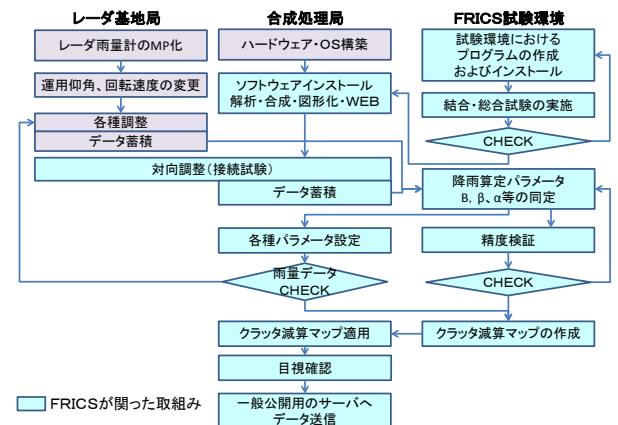 レーダ基地局
合成処理局
FRICS試験環境
レーダ雨量計のMP化
運用仰角、回転速度の変更
各種調整
データ蓄積
ハードウェア・OS構築
ソフトウェアインストール
解析・合成・図形化・WEB
試験環境における
プログラムの作成
およびインストール
結合・総合試験の実施
CHECK
対向調整(接続試験)
データ蓄積
降雨算定パラメータ
B, β、α等の同定
各種パラメータ設定
精度検証
雨量データ
CHECK
CHECK
クラッタ減算マップ適用
クラッタ減算マップの作成
目視確認
一般公開用のサーバへ
データ送信
FRICSが関った取組み